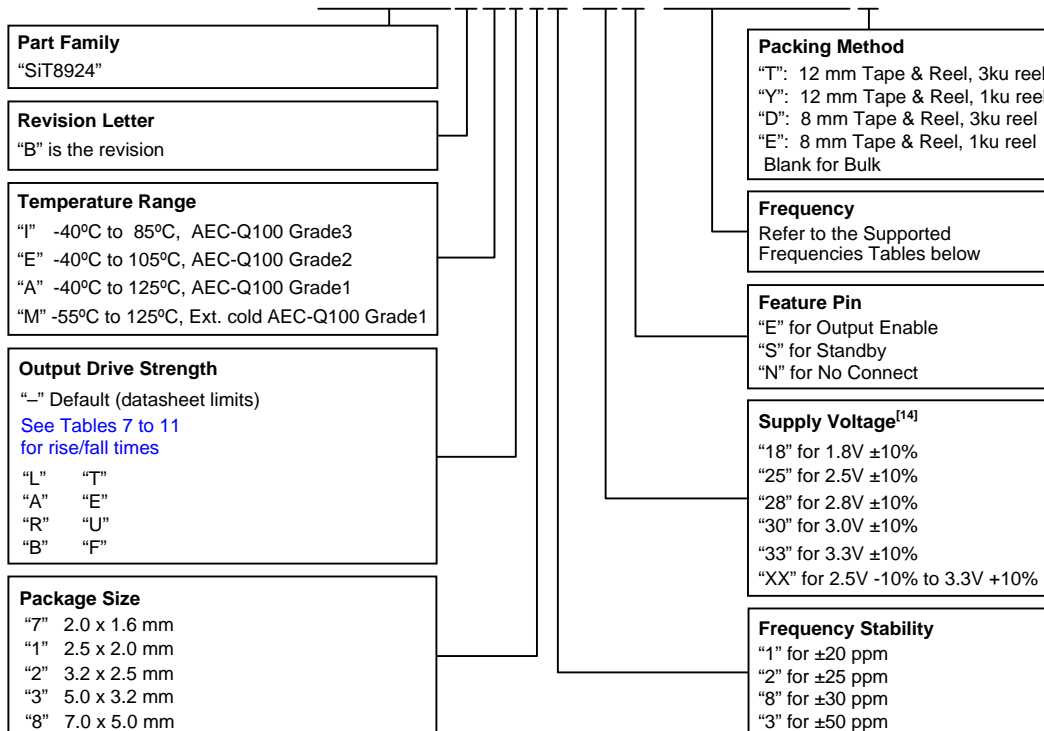 Part Family
“SiT8924”
Revision Letter
“B” is the revision
Temperature Range
“I” -40ºC to 85ºC, AEC-Q100 Grade3
“E” -40ºC to 105ºC, AEC-Q100 Grade2
“A” -40ºC to 125ºC, AEC-Q100 Grade1
“M” -55ºC to 125ºC, Ext. cold AEC-Q100 Grade1
Output Drive Strength
“–” Default (datasheet limits)
See Tables 7 to 11
for rise/fall times
“L” “T”
“A” “E”
“R” “U”
“B” “F”
Package Size
“7” 2.0 x 1.6 mm
“1” 2.5 x 2.0 mm
“2” 3.2 x 2.5 mm
“3” 5.0 x 3.2 mm
“8” 7.0 x 5.0 mm
Packing Method
“T”: 12 mm Tape & Reel, 3ku reel
“Y”: 12 mm Tape & Reel, 1ku reel
“D”: 8 mm Tape & Reel, 3ku reel
“E”: 8 mm Tape & Reel, 1ku reel
Blank for Bulk
Frequency
Refer to the Supported
Frequencies Tables below
Feature Pin
“E” for Output Enable
“S” for Standby
“N” for No Connect
Supply Voltage[14]
“18” for 1.8V ±10%
“25” for 2.5V ±10%
“28” for 2.8V ±10%
“30” for 3.0V ±10%
“33” for 3.3V ±10%
“XX” for 2.5V -10% to 3.3V +10%
Frequency Stability
“1” for ±20 ppm
“2” for ±25 ppm
“8” for ±30 ppm
“3” for ±50 ppm